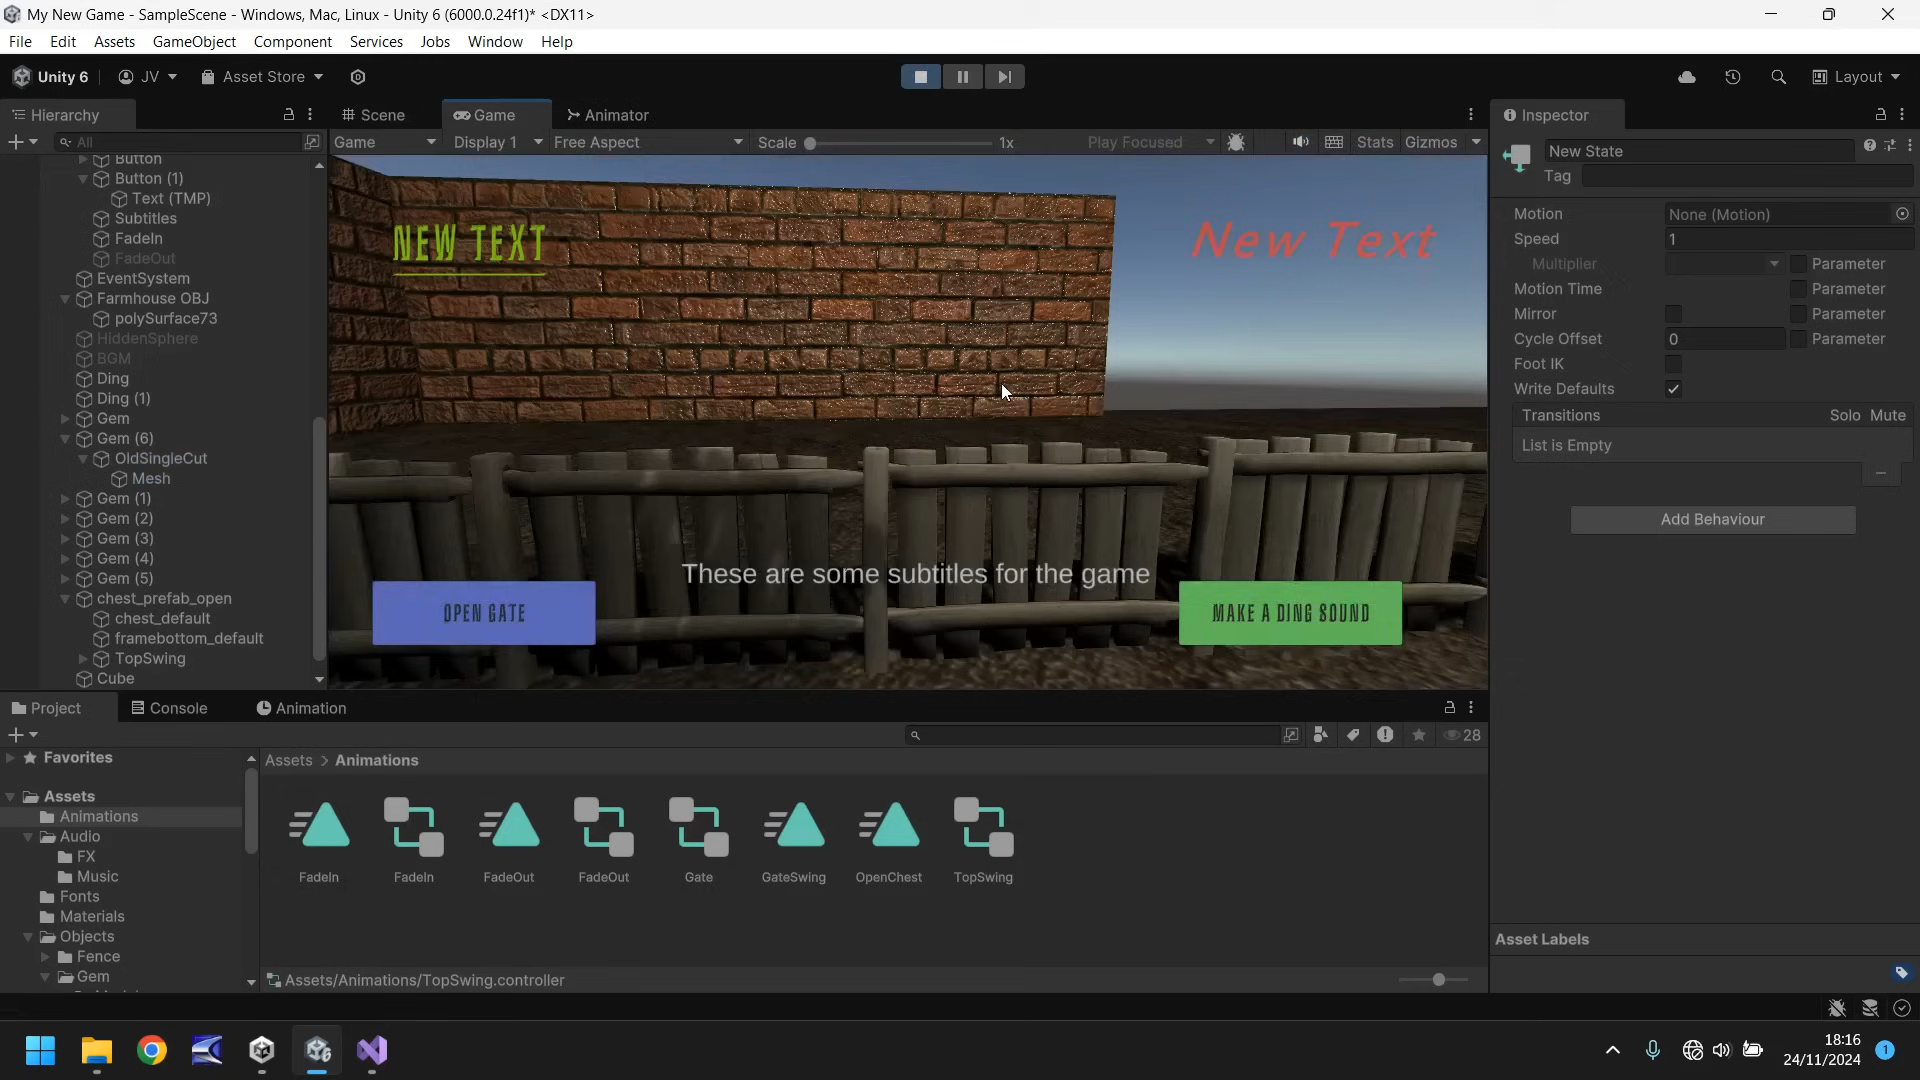 My New Game - SampleScene - Windows, Mac, Linux - Unity 6 (6000.0.24f1)* <DX11>
File Edit Assets GameObject Component Services Jobs Window Help
Unity 6 JV Asset Store Layout
Hierarchy
All
Button
Button (1)
Text (TMP)
Subtitles
FadeIn
FadeOut
EventSystem
Farmhouse OBJ
polySurface73
HiddenSphere
BGM
Ding
Ding (1)
Gem
Gem (6)
OldSingleCut
Mesh
Gem (1)
Gem (2)
Gem (3)
Gem (4)
Gem (5)
chest_prefab_open
chest_default
framebottom_default
TopSwing
Cube
Scene Game Animator
Game Display 1 Free Aspect Scale 1x Play Focused Stats Gizmos
NEW TEXT
New Text
These are some subtitles for the game
OPEN GATE
MAKE A DING SOUND
Inspector
New State
Tag
Motion None (Motion)
Speed 1
Multiplier Parameter
Motion Time Parameter
Mirror Parameter
Cycle Offset 0 Parameter
Foot IK
Write Defaults
Transitions Solo Mute
List is Empty
Add Behaviour
Asset Labels
Project Console Animation
28
Favorites
Assets
Animations
Audio
FX
Music
Fonts
Materials
Objects
Fence
Gem
Assets > Animations
FadeIn FadeIn FadeOut FadeOut Gate GateSwing OpenChest TopSwing
Assets/Animations/TopSwing.controller
18:16
24/11/2024
1